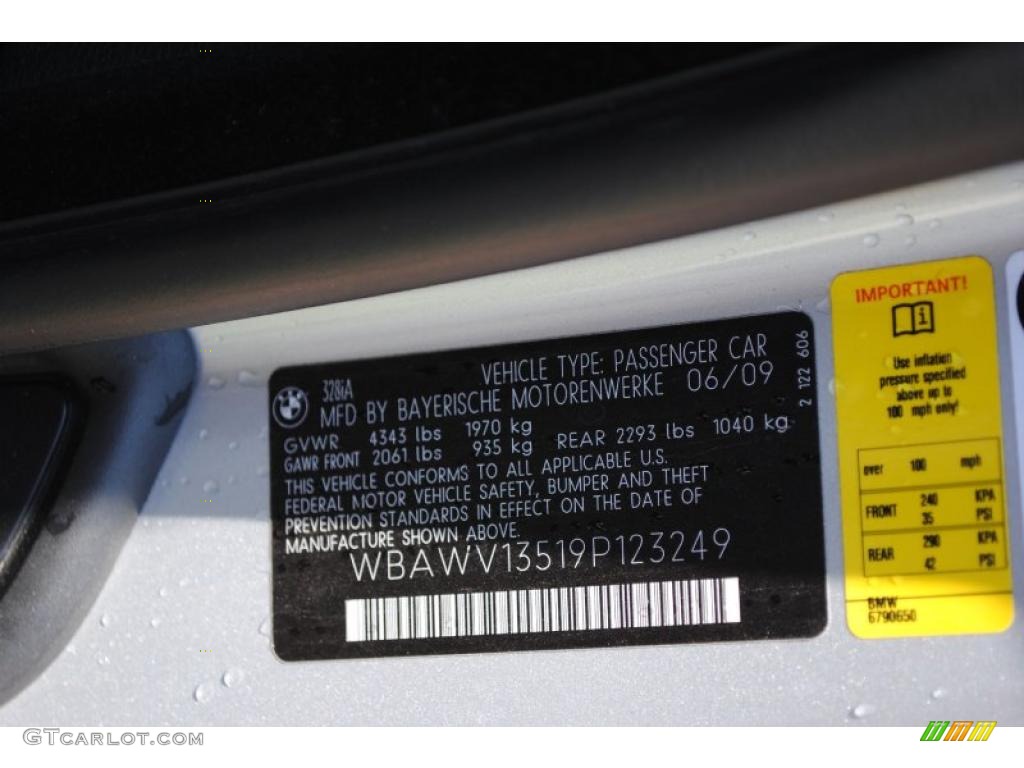 328iA VEHICLE TYPE: PASSENGER CAR
MFD BY BAYERISCHE MOTORENWERKE 06/09
GVWR 4343 lbs 1970 kg
GAWR FRONT 2061 lbs 935 kg REAR 2293 lbs 1040 kg
THIS VEHICLE CONFORMS TO ALL APPLICABLE U.S.
FEDERAL MOTOR VEHICLE SAFETY, BUMPER AND THEFT
PREVENTION STANDARDS IN EFFECT ON THE DATE OF
MANUFACTURE SHOWN ABOVE.
WBAWV13519P123249
2 122 606
IMPORTANT!
i
Use inflation
pressure specified
above up to
100 mph only!
over 100 mph
FRONT 240 KPA
35 PSI
REAR 290 KPA
42 PSI
BMW
6790650
GTCARLOT.COM